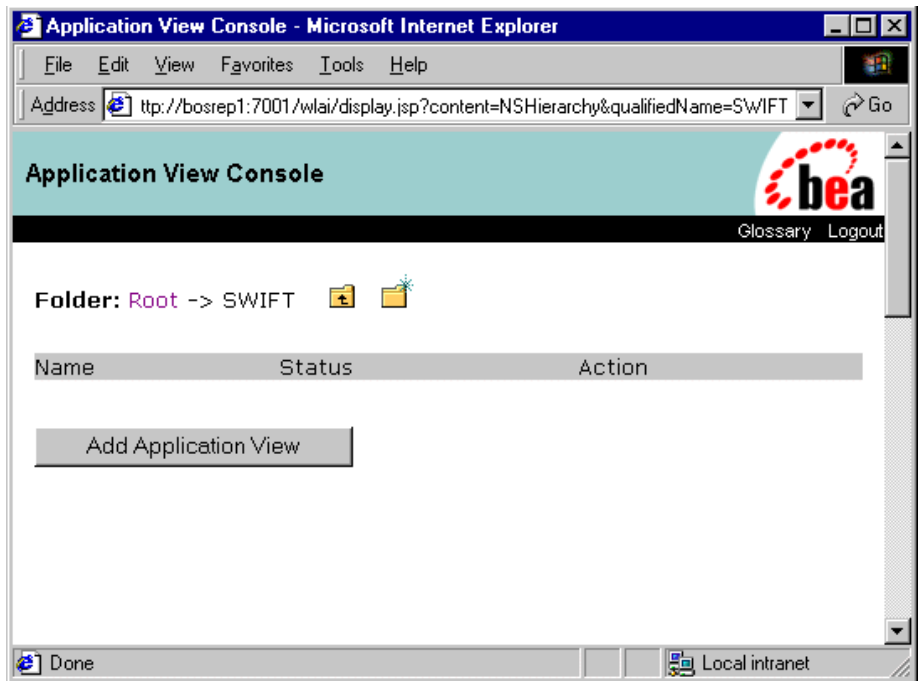 Application View Console - Microsoft Internet Explorer
File Edit View Favorites Tools Help
Address ttp://bosrep1:7001/wlai/display.jsp?content=NSHierarchy&qualifiedName=SWIFT Go
Application View Console
bea
Glossary Logout
Folder: Root -> SWIFT
Name Status Action
Add Application View
Done Local intranet